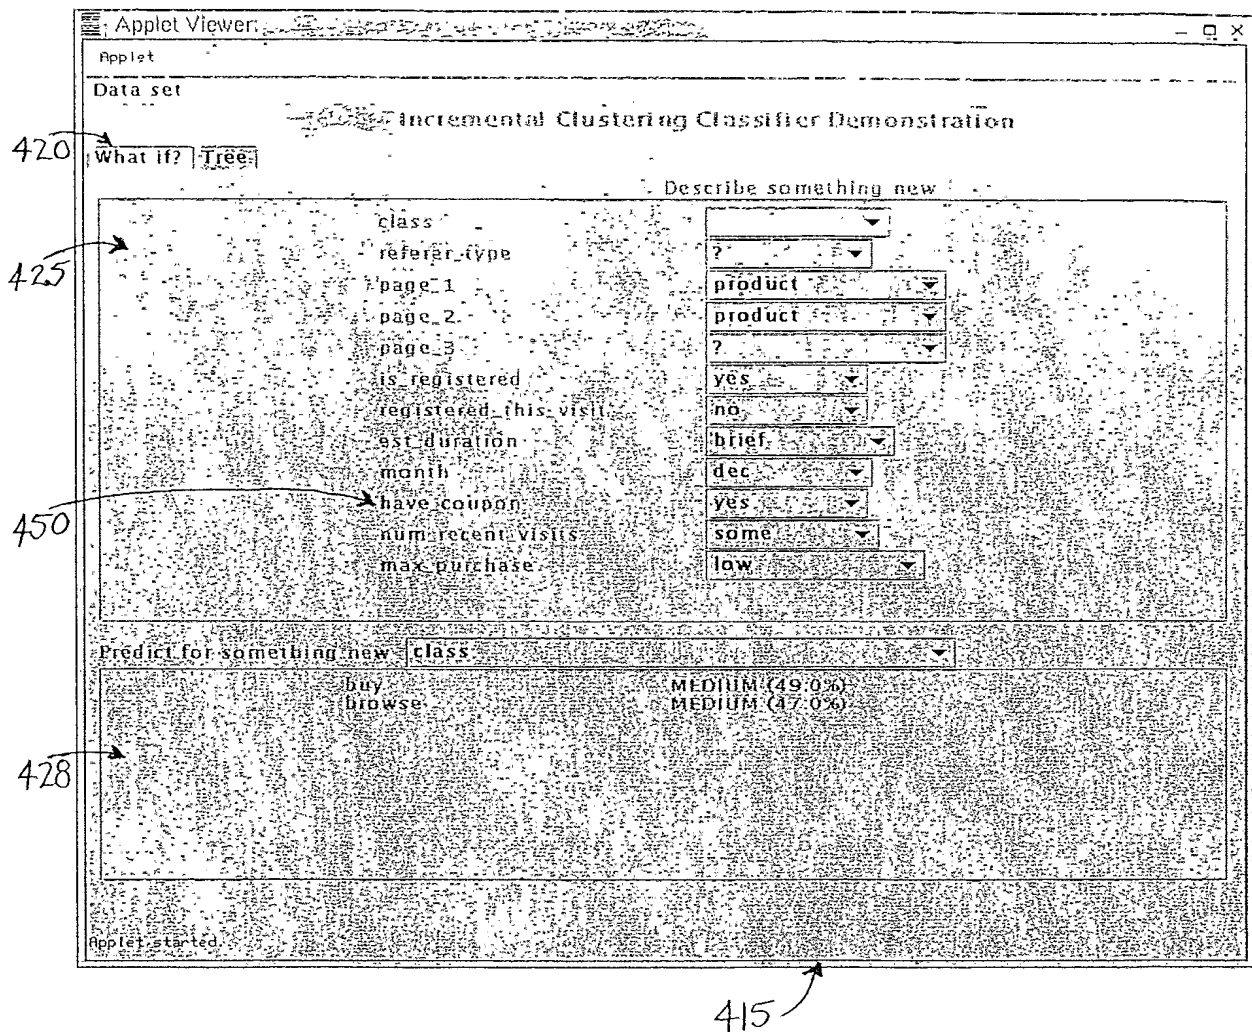 Applet Viewer:
Applet
Data set
Incremental Clustering Classifier Demonstration
420
What if? Tree
Describe something new
class
referer_type ?
425
page_1 product
page_2 product
page_3 ?
is_registered yes
registered_this_visit no
est_duration brief
month dec
450
have_coupon yes
num_recent_visits some
max_purchase low
Predict for something new class
buy MEDIUM (49.0%)
browse MEDIUM (47.0%)
428
Applet started.
415